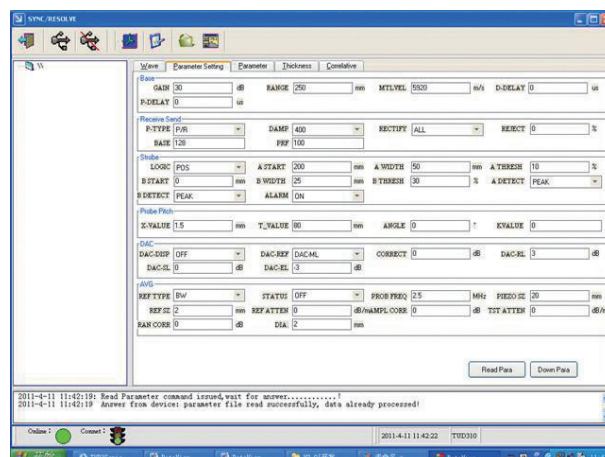 SYNC/RESOLVE
Wave Parameter Setting Parameter Thickness Correlative
Base
GAIN 30 dB RANGE 250 mm MTLVEL 5920 m/s D-DELAY 0 us
P-DELAY 0 us
Receive Send
P-TYPE P/R DAMP 400 RECTIFY ALL REJECT 0 %
BASE 128 PRF 100
Strobe
LOGIC POS A START 200 mm A WIDTH 50 mm A THRESH 10 %
B START 0 mm B WIDTH 25 mm B THRESH 30 % A DETECT PEAK
B DETECT PEAK ALARM ON
Probe Pitch
X-VALUE 1.5 mm T_VALUE 80 mm ANGLE 0 ° KVALUE 0
DAC
DAC-DISP OFF DAC-REF DAC-ML CORRECT 0 dB DAC-RL 3 dB
DAC-SL 0 dB DAC-EL -3 dB
AVG
REF TYPE BW STATUS OFF PROB FREQ 2.5 MHz PIEZO SZ 20 mm
REF SZ 2 mm REF ATTEN 0 dB/m AMPL CORR 0 dB TST ATTEN 0 dB/
RAN CORR 0 dB DIA. 2 mm
Read Para Down Para
2011-4-11 11:42:19: Read Parameter command issued,wait for answer............!
2011-4-11 11:42:19 Answer from device: parameter file read successfully, data already processed!
Online: Connet: 2011-4-11 11:42:22 TUD310